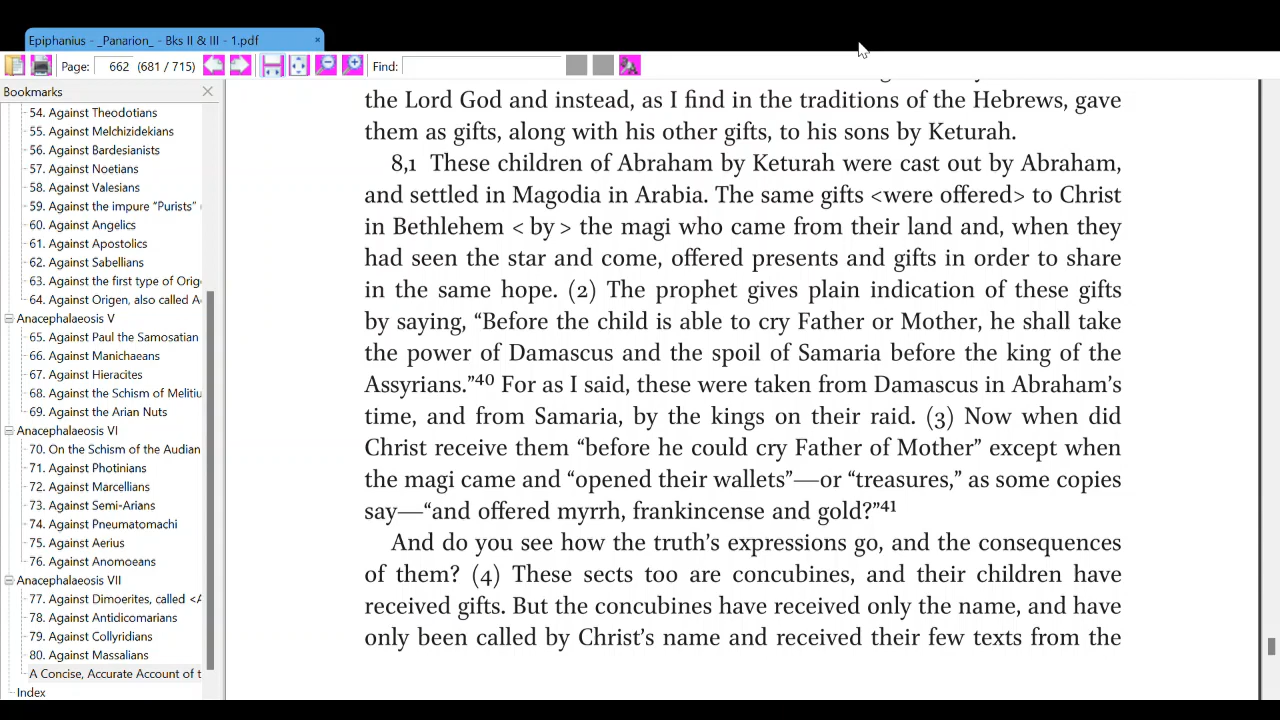 Epiphanius - _Panarion_ - Bks II & III - 1.pdf
Page: 662 (681 / 715) Find:
Bookmarks
54. Against Theodotians
55. Against Melchizidekians
56. Against Bardesianists
57. Against Noetians
58. Against Valesians
59. Against the impure “Purists”
60. Against Angelics
61. Against Apostolics
62. Against Sabellians
63. Against the first type of Orig
64. Against Origen, also called A
Anacephalaeosis V
65. Against Paul the Samosatian
66. Against Manichaeans
67. Against Hieracites
68. Against the Schism of Melitiu
69. Against the Arian Nuts
Anacephalaeosis VI
70. On the Schism of the Audian
71. Against Photinians
72. Against Marcellians
73. Against Semi-Arians
74. Against Pneumatomachi
75. Against Aerius
76. Against Anomoeans
Anacephalaeosis VII
77. Against Dimoerites, called <A
78. Against Antidicomarians
79. Against Collyridians
80. Against Massalians
A Concise, Accurate Account of t
Index
the Lord God and instead, as I find in the traditions of the Hebrews, gave
them as gifts, along with his other gifts, to his sons by Keturah.
8,1 These children of Abraham by Keturah were cast out by Abraham,
and settled in Magodia in Arabia. The same gifts <were offered> to Christ
in Bethlehem < by > the magi who came from their land and, when they
had seen the star and come, offered presents and gifts in order to share
in the same hope. (2) The prophet gives plain indication of these gifts
by saying, “Before the child is able to cry Father or Mother, he shall take
the power of Damascus and the spoil of Samaria before the king of the
Assyrians.”40 For as I said, these were taken from Damascus in Abraham’s
time, and from Samaria, by the kings on their raid. (3) Now when did
Christ receive them “before he could cry Father of Mother” except when
the magi came and “opened their wallets”—or “treasures,” as some copies
say—“and offered myrrh, frankincense and gold?”41
And do you see how the truth’s expressions go, and the consequences
of them? (4) These sects too are concubines, and their children have
received gifts. But the concubines have received only the name, and have
only been called by Christ’s name and received their few texts from the